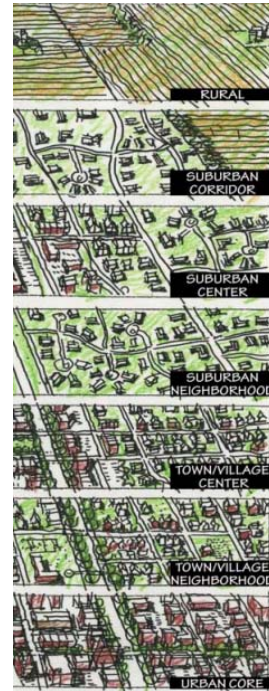 RURAL
SUBURBAN
CORRIDOR
SUBURBAN
CENTER
SUBURBAN
NEIGHBORHOOD
TOWN/VILLAGE
CENTER
TOWN/VILLAGE
NEIGHBORHOOD
URBAN CORE